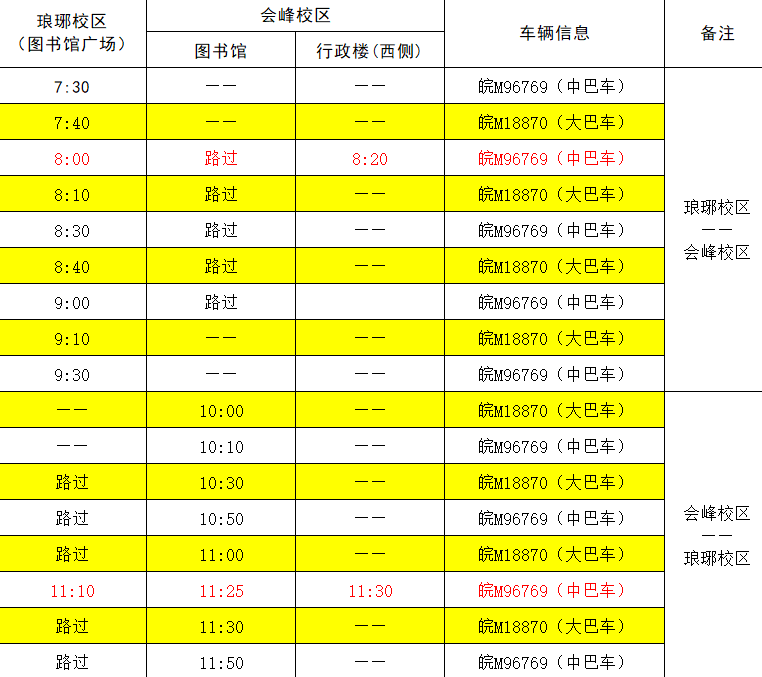 琅琊校区
（图书馆广场）
会峰校区
图书馆
行政楼(西侧)
车辆信息
备注
7:30 —— —— 皖M96769（中巴车）
7:40 —— —— 皖M18870（大巴车）
8:00 路过 8:20 皖M96769（中巴车）
8:10 路过 —— 皖M18870（大巴车）
8:30 路过 —— 皖M96769（中巴车）
8:40 路过 —— 皖M18870（大巴车）
9:00 路过 皖M96769（中巴车）
9:10 —— —— 皖M18870（大巴车）
9:30 —— —— 皖M96769（中巴车）
琅琊校区
——
会峰校区
—— 10:00 —— 皖M18870（大巴车）
—— 10:10 —— 皖M96769（中巴车）
路过 10:30 —— 皖M18870（大巴车）
路过 10:50 —— 皖M96769（中巴车）
路过 11:00 —— 皖M18870（大巴车）
11:10 11:25 11:30 皖M96769（中巴车）
路过 11:30 —— 皖M18870（大巴车）
路过 11:50 —— 皖M96769（中巴车）
会峰校区
——
琅琊校区